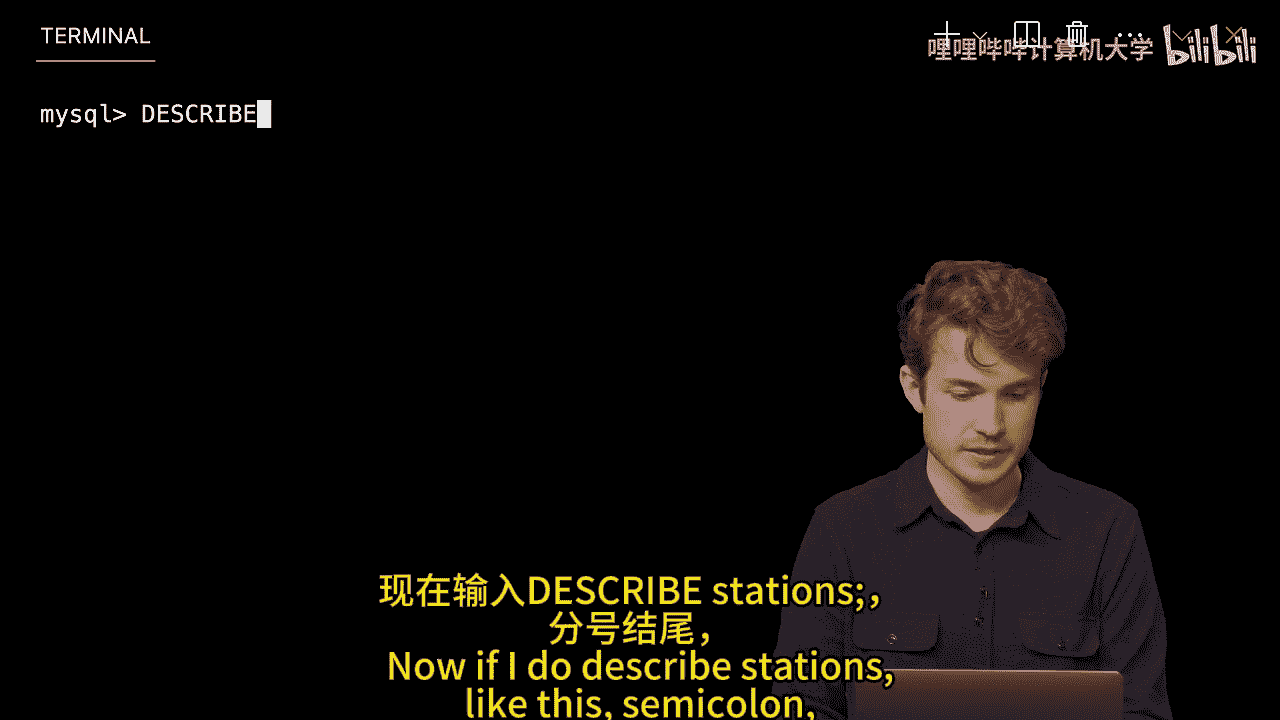 TERMINAL
哩哩哔哔计算机大学 bilibili
mysql> DESCRIBE
现在输入DESCRIBE stations;，
分号结尾，
Now if I do describe stations,
like this, semicolon,